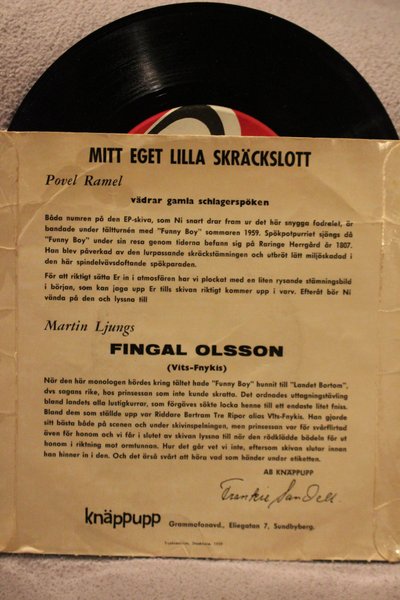 MITT EGET LILLA SKRÄCKSLOTT
Povel Ramel
vädrar gamla schlagerspöken
Båda numren på den EP-skiva, som Ni snart drar fram ur det här snygga fodralet, är
bandade under tältturnén med "Funny Boy" sommaren 1959. Spökpotpurriet sjöngs då
"Funny Boy" under sin resa genom tiderna befann sig på Raringe Herrgård år 1807.
Han blev påverkad av den lurpassande skräckstämningen och utbröt lätt miljöskadad i
den här spindelvävsdoftande spökparaden.
För att riktigt sätta Er in i atmosfären har vi plockat med en liten rysande stämningsbild
i början, som kan jaga upp Er tills skivan riktigt kommer upp i varv. Efteråt bör Ni
vända på den och lyssna till
Martin Ljungs
FINGAL OLSSON
(Vits-Fnykis)
När den här monologen hördes kring tältet hade "Funny Boy" hunnit till "Landet Bortom",
dvs sagans rike, hos prinsessan som inte kunde skratta. Det ordnades uttagningstävling
bland landets alla lustigkurrar, som förgäves sökte locka henne till ett endaste litet fniss.
Bland dem som ställde upp var Riddare Bertram Tre Ripor alias Vits-Fnykis. Han gjorde
sitt bästa både på scenen och under skivinspelningen, men prinsessan var för svårflirtad
även för honom och vi får i slutet av skivan lyssna till när den rödklädde bödeln för ut
honom i riktning mot ormtunnan. Hur det går vet vi inte, eftersom skivan slutar innan
han hinner in i den. Och det är så svårt att höra vad som händer under etiketten.
AB KNÄPPUPP
knäppupp
Grammofonavd., Eliegatan 7, Sundbyberg.